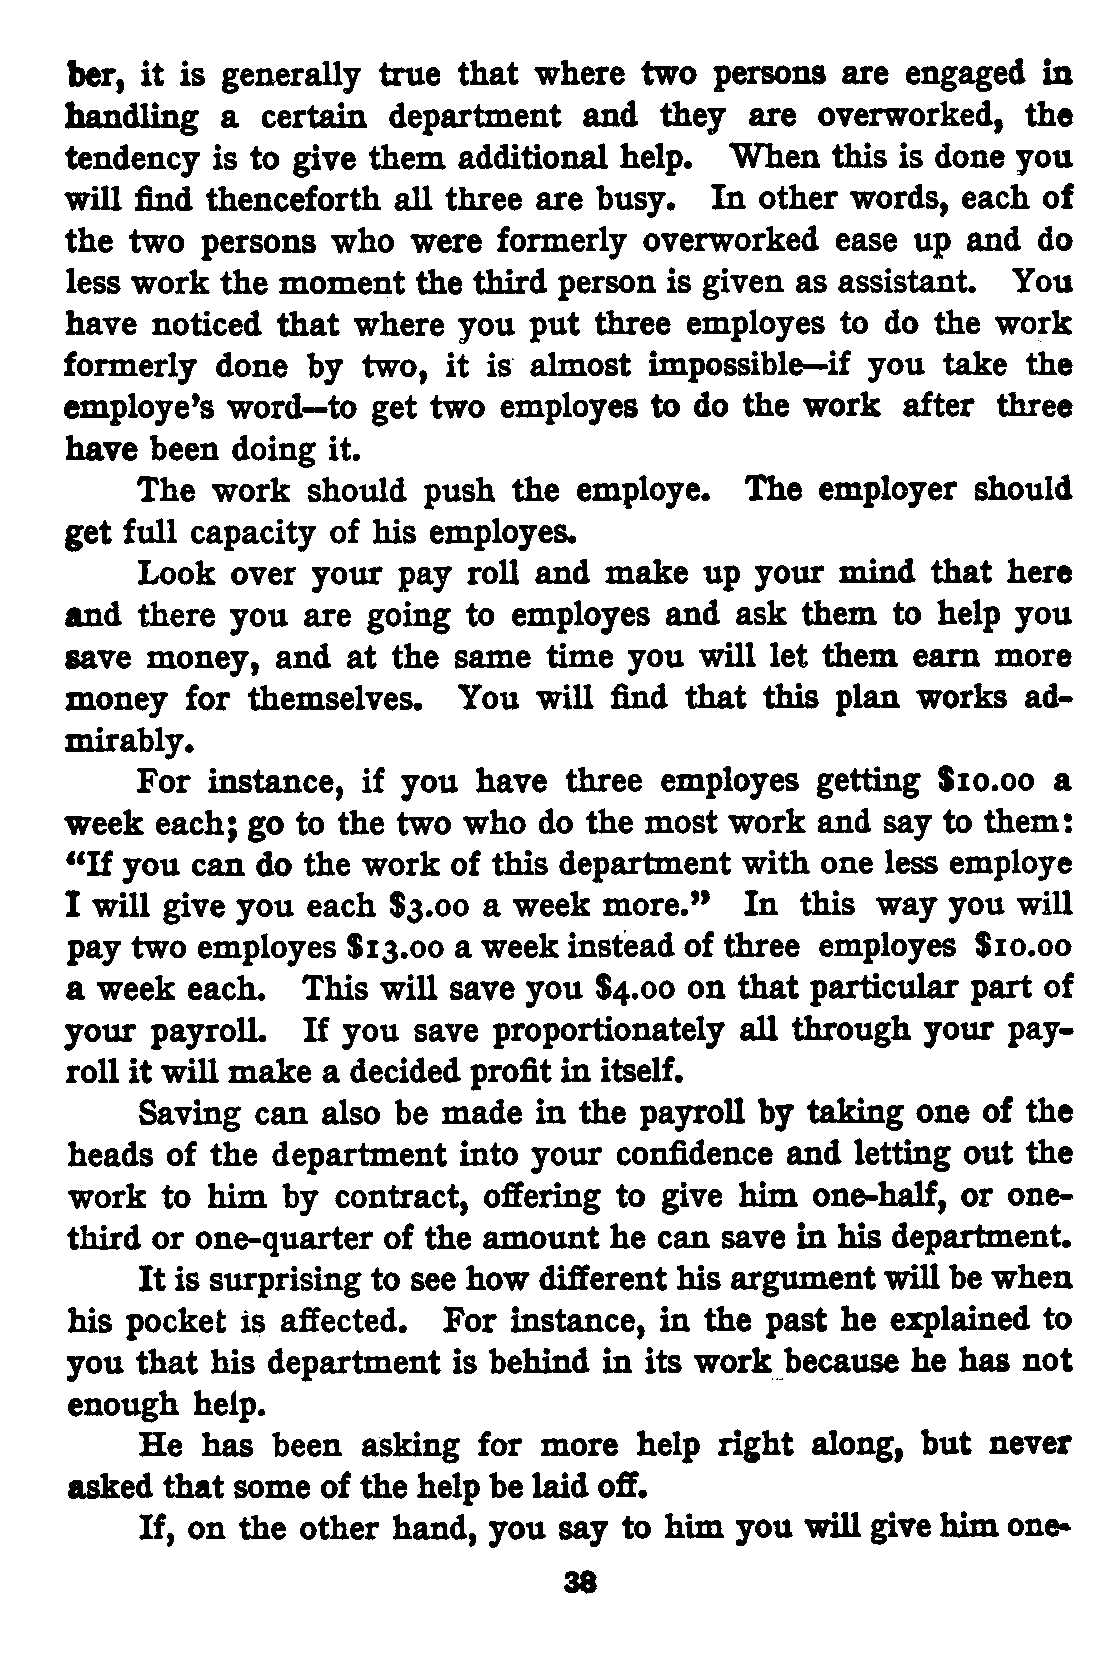 ber, it is generally true that where two persons are engaged in
handling a certain department and they are overworked, the
tendency is to give them additional help. When this is done you
will find thenceforth all three are busy. In other words, each of
the two persons who were formerly overworked ease up and do
less work the moment the third person is given as assistant. You
have noticed that where you put three employes to do the work
formerly done by two, it is almost impossible—if you take the
employe's word—to get two employes to do the work after three
have been doing it.
The work should push the employe. The employer should
get full capacity of his employes.
Look over your pay roll and make up your mind that here
and there you are going to employes and ask them to help you
save money, and at the same time you will let them earn more
money for themselves. You will find that this plan works ad-
mirably.
For instance, if you have three employes getting $10.00 a
week each; go to the two who do the most work and say to them:
"If you can do the work of this department with one less employe
I will give you each $3.00 a week more." In this way you will
pay two employes $13.00 a week instead of three employes $10.00
a week each. This will save you $4.00 on that particular part of
your payroll. If you save proportionately all through your pay-
roll it will make a decided profit in itself.
Saving can also be made in the payroll by taking one of the
heads of the department into your confidence and letting out the
work to him by contract, offering to give him one-half, or one-
third or one-quarter of the amount he can save in his department.
It is surprising to see how different his argument will be when
his pocket is affected. For instance, in the past he explained to
you that his department is behind in its work because he has not
enough help.
He has been asking for more help right along, but never
asked that some of the help be laid off.
If, on the other hand, you say to him you will give him one-
38